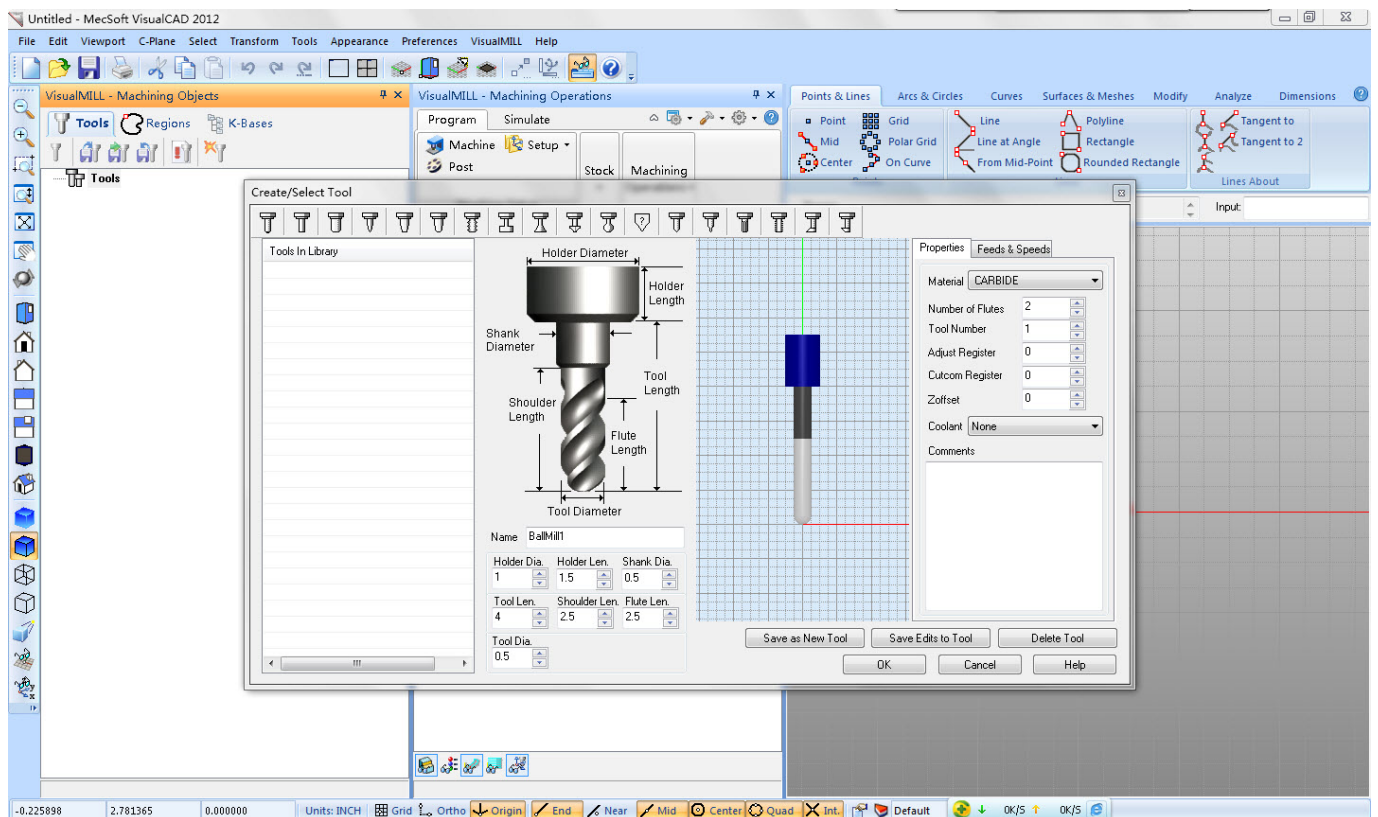 Untitled - MecSoft VisualCAD 2012
File Edit Viewport C-Plane Select Transform Tools Appearance Preferences VisualMILL Help
VisualMILL - Machining Objects
Tools Regions K-Bases
Tools
VisualMILL - Machining Operations
Program Simulate
Machine Setup
Post
Stock Machining
Points & Lines Arcs & Circles Curves Surfaces & Meshes Modify Analyze Dimensions
Point Grid Line Polyline Tangent to
Mid Polar Grid Line at Angle Rectangle Tangent to 2
Center On Curve From Mid-Point Rounded Rectangle
Lines About
Input:
Create/Select Tool
Tools In Library
Holder Diameter
Holder
Length
Shank
Diameter
Tool
Length
Shoulder
Length
Flute
Length
Tool Diameter
Name BallMill1
Holder Dia. Holder Len. Shank Dia.
1 1.5 0.5
Tool Len. Shoulder Len. Flute Len.
4 2.5 2.5
Tool Dia.
0.5
Properties Feeds & Speeds
Material CARBIDE
Number of Flutes 2
Tool Number 1
Adjust Register 0
Cutcom Register 0
Zoffset 0
Coolant None
Comments
Save as New Tool Save Edits to Tool Delete Tool
OK Cancel Help
-0.225898 2.781365 0.000000 Units: INCH Grid Ortho Origin End Near Mid Center Quad Int. Default 0K/S 0K/S